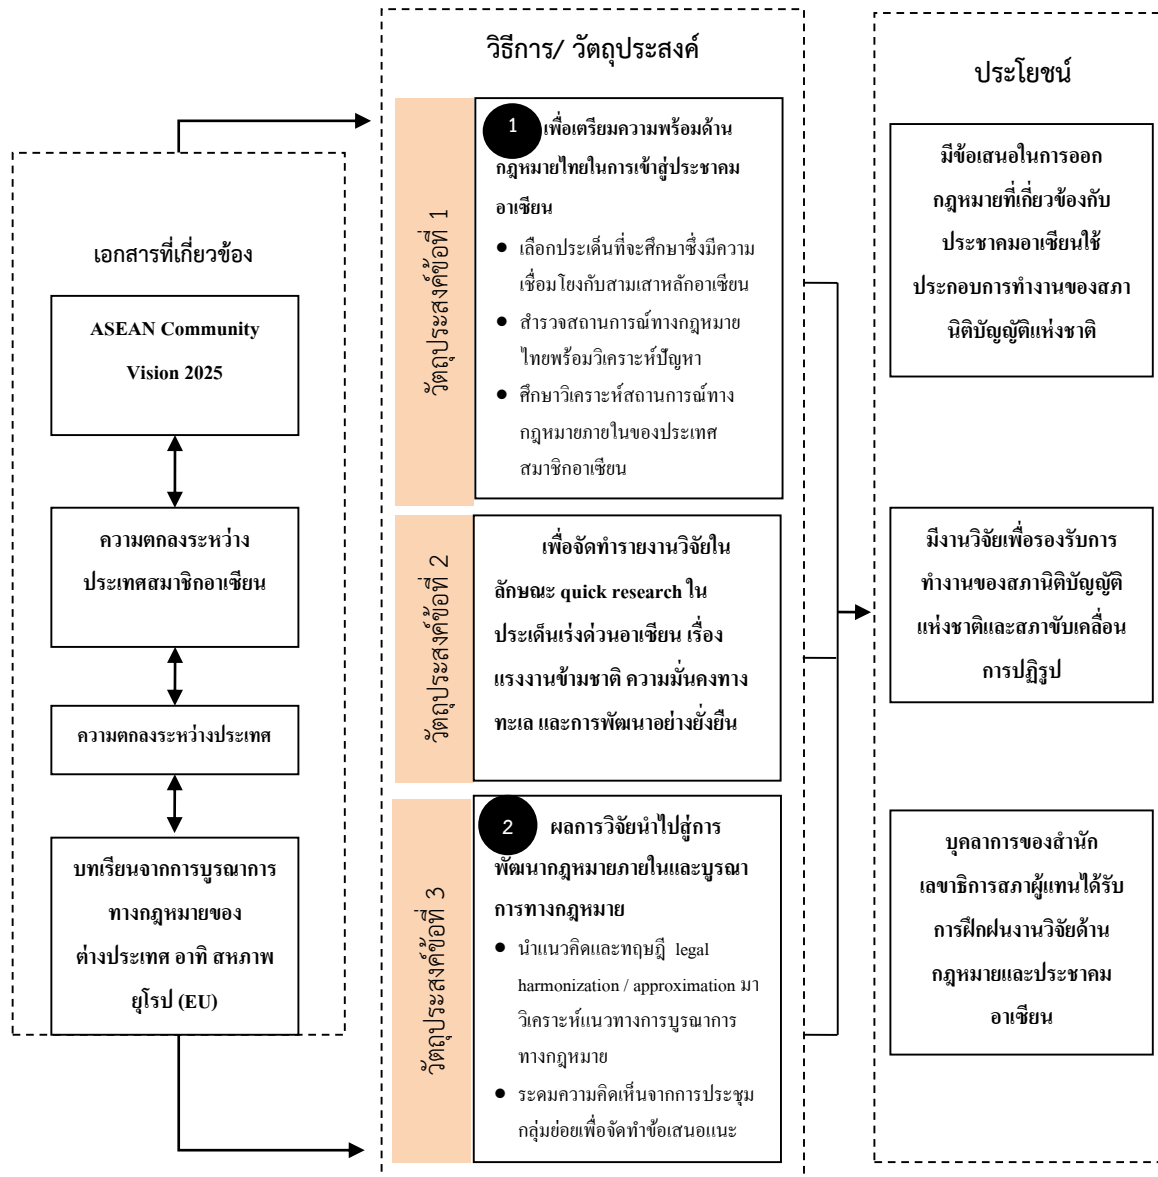 เอกสารที่เกี่ยวข้อง
ASEAN Community
Vision 2025
ความตกลงระหว่าง
ประเทศสมาชิกอาเซียน
ความตกลงระหว่างประเทศ
บทเรียนจากการบูรณาการ
ทางกฎหมายของ
ต่างประเทศ อาทิ สหภาพ
ยุโรป (EU)
วิธีการ/ วัตถุประสงค์
วัตถุประสงค์ข้อที่ 1
1
เพื่อเตรียมความพร้อมด้าน
กฎหมายไทยในการเข้าสู่ประชาคม
อาเซียน
● เลือกประเด็นที่จะศึกษาซึ่งมีความ
เชื่อมโยงกับสามเสาหลักอาเซียน
● สำรวจสถานการณ์ทางกฎหมาย
ไทยพร้อมวิเคราะห์ปัญหา
● ศึกษาวิเคราะห์สถานการณ์ทาง
กฎหมายภายในของประเทศ
สมาชิกอาเซียน
วัตถุประสงค์ข้อที่ 2
เพื่อจัดทำรายงานวิจัยใน
ลักษณะ quick research ใน
ประเด็นเร่งด่วนอาเซียน เรื่อง
แรงงานข้ามชาติ ความมั่นคงทาง
ทะเล และการพัฒนาอย่างยั่งยืน
วัตถุประสงค์ข้อที่ 3
2
ผลการวิจัยนำไปสู่การ
พัฒนากฎหมายภายในและบูรณา
การทางกฎหมาย
● นำแนวคิดและทฤษฎี legal
harmonization / approximation มา
วิเคราะห์แนวทางการบูรณาการ
ทางกฎหมาย
● ระดมความคิดเห็นจากการประชุม
กลุ่มย่อยเพื่อจัดทำข้อเสนอแนะ
ประโยชน์
มีข้อเสนอในการออก
กฎหมายที่เกี่ยวข้องกับ
ประชาคมอาเซียนใช้
ประกอบการทำงานของสภา
นิติบัญญัติแห่งชาติ
มีงานวิจัยเพื่อรองรับการ
ทำงานของสภานิติบัญญัติ
แห่งชาติและสภาขับเคลื่อน
การปฏิรูป
บุคลาการของสำนัก
เลขาธิการสภาผู้แทนได้รับ
การฝึกฝนงานวิจัยด้าน
กฎหมายและประชาคม
อาเซียน